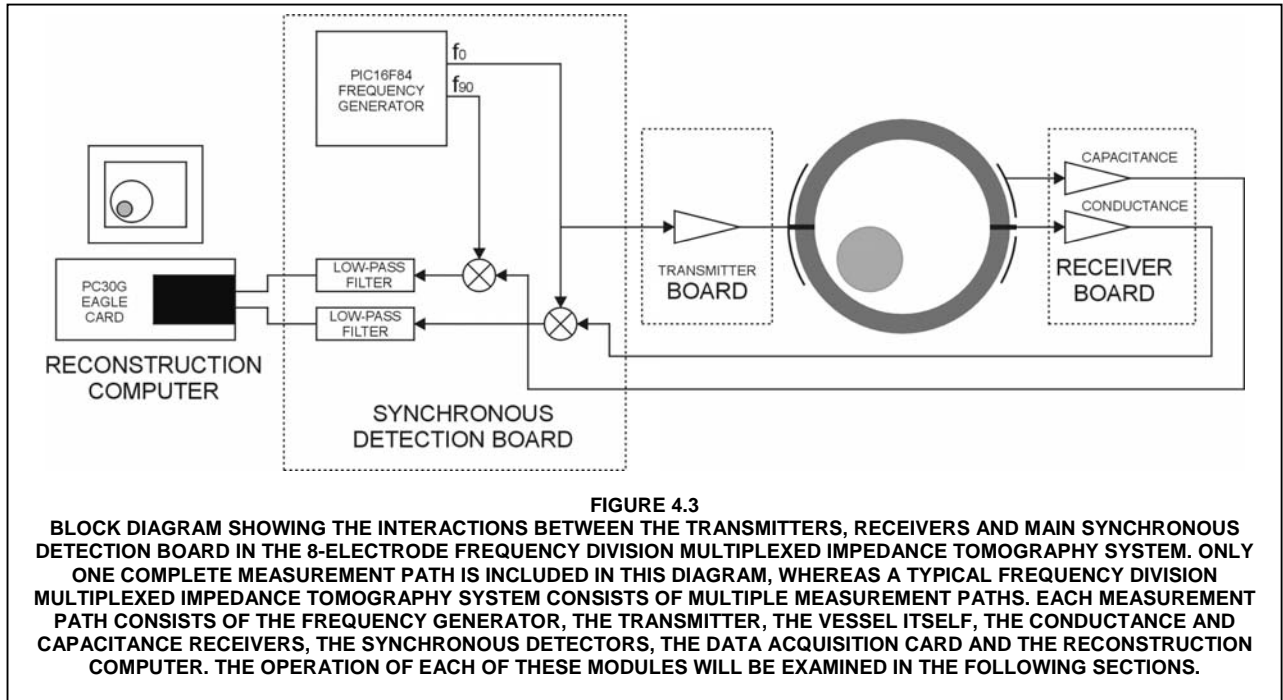 PIC16F84
FREQUENCY
GENERATOR
f0
f90
TRANSMITTER
BOARD
CAPACITANCE
CONDUCTANCE
RECEIVER
BOARD
LOW-PASS
FILTER
LOW-PASS
FILTER
PC30G
EAGLE
CARD
RECONSTRUCTION
COMPUTER
SYNCHRONOUS
DETECTION BOARD
FIGURE 4.3
BLOCK DIAGRAM SHOWING THE INTERACTIONS BETWEEN THE TRANSMITTERS, RECEIVERS AND MAIN SYNCHRONOUS
DETECTION BOARD IN THE 8-ELECTRODE FREQUENCY DIVISION MULTIPLEXED IMPEDANCE TOMOGRAPHY SYSTEM. ONLY
ONE COMPLETE MEASUREMENT PATH IS INCLUDED IN THIS DIAGRAM, WHEREAS A TYPICAL FREQUENCY DIVISION
MULTIPLEXED IMPEDANCE TOMOGRAPHY SYSTEM CONSISTS OF MULTIPLE MEASUREMENT PATHS. EACH MEASUREMENT
PATH CONSISTS OF THE FREQUENCY GENERATOR, THE TRANSMITTER, THE VESSEL ITSELF, THE CONDUCTANCE AND
CAPACITANCE RECEIVERS, THE SYNCHRONOUS DETECTORS, THE DATA ACQUISITION CARD AND THE RECONSTRUCTION
COMPUTER. THE OPERATION OF EACH OF THESE MODULES WILL BE EXAMINED IN THE FOLLOWING SECTIONS.